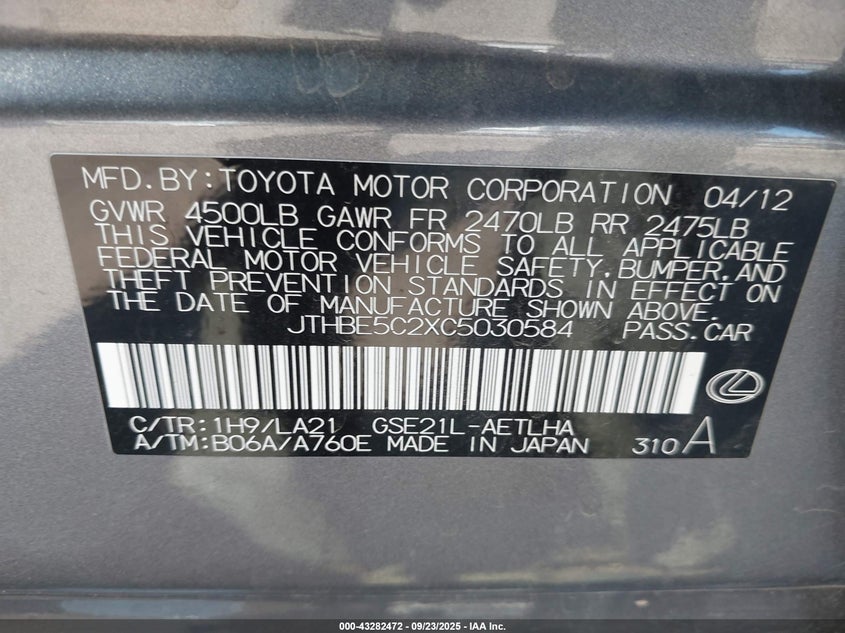 MFD.BY:TOYOTA MOTOR CORPORATION 04/12
GVWR 4500LB GAWR FR 2470LB RR 2475LB
THIS VEHICLE CONFORMS TO ALL APPLICABLE
FEDERAL MOTOR VEHICLE SAFETY,BUMPER,AND
THEFT PREVENTION STANDARDS IN EFFECT ON
THE DATE OF MANUFACTURE SHOWN ABOVE.
JTHBE5C2XC5030584 PASS.CAR
C/TR:1H9/LA21 GSE21L-AETLHA
A/TM:B06A/A760E MADE IN JAPAN 310A
000-43282472 - 09/23/2025 - IAA Inc.